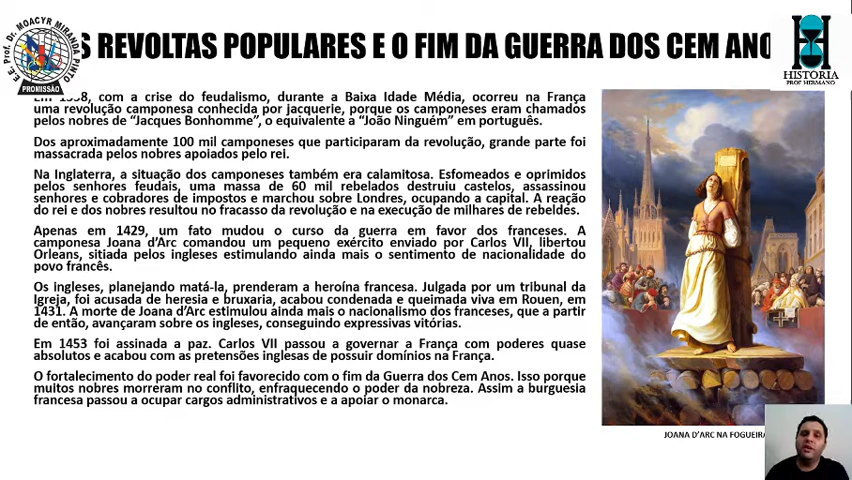 S REVOLTAS POPULARES E O FIM DA GUERRA DOS CEM ANO
E.E. Prof. Dr. MOACYR MIRANDA PINTO
PROMISSÃO
HISTORIA
PROF HERMANO
Em 1358, com a crise do feudalismo, durante a Baixa Idade Média, ocorreu na França
uma revolução camponesa conhecida por jacquerie, porque os camponeses eram chamados
pelos nobres de “Jacques Bonhomme”, o equivalente a “João Ninguém” em português.
Dos aproximadamente 100 mil camponeses que participaram da revolução, grande parte foi
massacrada pelos nobres apoiados pelo rei.
Na Inglaterra, a situação dos camponeses também era calamitosa. Esfomeados e oprimidos
pelos senhores feudais, uma massa de 60 mil rebelados destruiu castelos, assassinou
senhores e cobradores de impostos e marchou sobre Londres, ocupando a capital. A reação
do rei e dos nobres resultou no fracasso da revolução e na execução de milhares de rebeldes.
Apenas em 1429, um fato mudou o curso da guerra em favor dos franceses. A
camponesa Joana d’Arc comandou um pequeno exército enviado por Carlos VII, libertou
Orleans, sitiada pelos ingleses estimulando ainda mais o sentimento de nacionalidade do
povo francês.
Os ingleses, planejando matá-la, prenderam a heroína francesa. Julgada por um tribunal da
Igreja, foi acusada de heresia e bruxaria, acabou condenada e queimada viva em Rouen, em
1431. A morte de Joana d’Arc estimulou ainda mais o nacionalismo dos franceses, que a partir
de então, avançaram sobre os ingleses, conseguindo expressivas vitórias.
Em 1453 foi assinada a paz. Carlos VII passou a governar a França com poderes quase
absolutos e acabou com as pretensões inglesas de possuir domínios na França.
O fortalecimento do poder real foi favorecido com o fim da Guerra dos Cem Anos. Isso porque
muitos nobres morreram no conflito, enfraquecendo o poder da nobreza. Assim a burguesia
francesa passou a ocupar cargos administrativos e a apoiar o monarca.
JOANA D’ARC NA FOGUEIRA